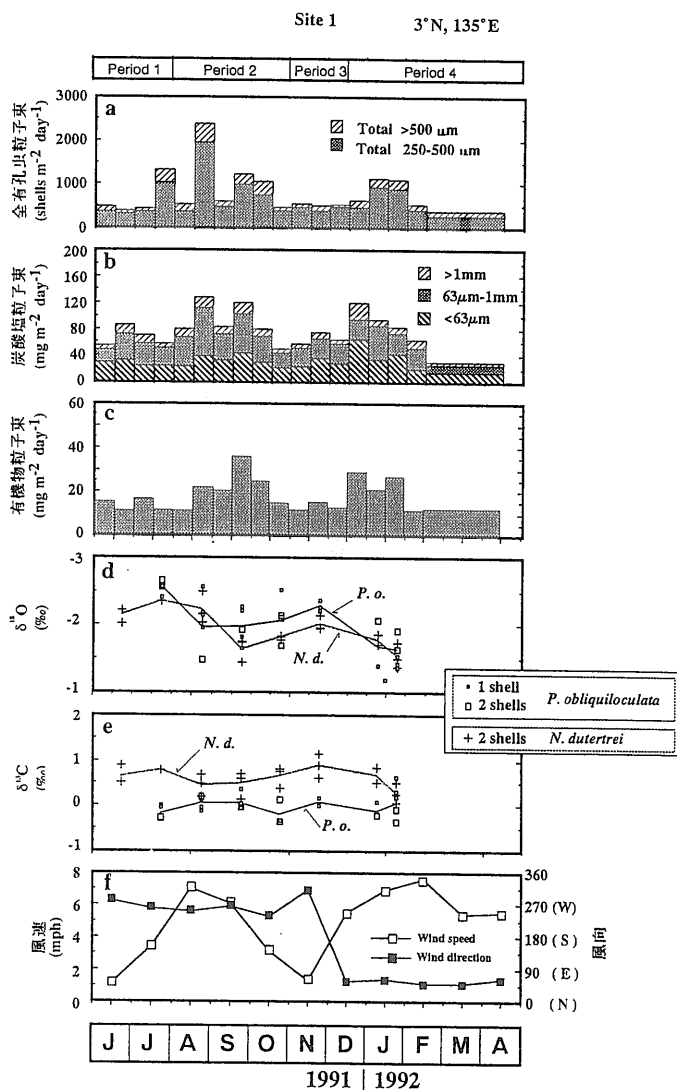 Site 1 3°N, 135°E
Period 1 Period 2 Period 3 Period 4
a
全有孔虫粒子束
(shells m⁻² day⁻¹)
3000
2000
1000
0
Total >500 µm
Total 250-500 µm
b
炭酸塩粒子束
(mg m⁻² day⁻¹)
200
160
120
80
40
0
>1mm
63µm-1mm
<63µm
c
有機物粒子束
(mg m⁻² day⁻¹)
60
40
20
0
d
δ¹⁸O
(‰)
-3
-2
-1
P. o.
N. d.
1 shell
2 shells
P. obliquiloculata
2 shells N. dutertrei
e
δ¹³C
(‰)
2
1
0
-1
N. d.
P. o.
f
風速
(mph)
8
6
4
2
0
Wind speed
Wind direction
360
270 (W)
180 (S)
90 (E)
0 (N)
風向
J J A S O N D J F M A
1991 | 1992